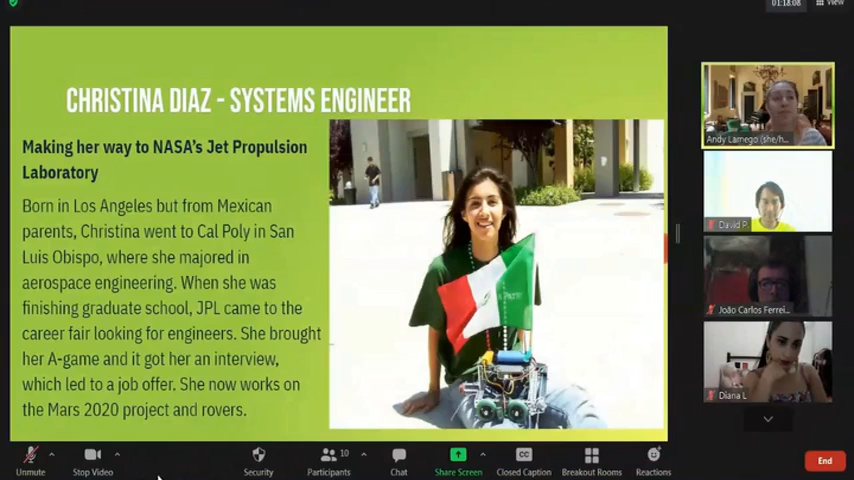 01:18:08 View
CHRISTINA DIAZ - SYSTEMS ENGINEER
Making her way to NASA's Jet Propulsion
Laboratory
Born in Los Angeles but from Mexican
parents, Christina went to Cal Poly in San
Luis Obispo, where she majored in
aerospace engineering. When she was
finishing graduate school, JPL came to the
career fair looking for engineers. She brought
her A-game and it got her an interview,
which led to a job offer. She now works on
the Mars 2020 project and rovers.
Andy Lamego (she/h...
David P.
João Carlos Ferrei...
Diana L
Unmute
Stop Video
Security
Participants
10
Chat
Share Screen
Closed Caption
CC
Breakout Rooms
Reactions
End